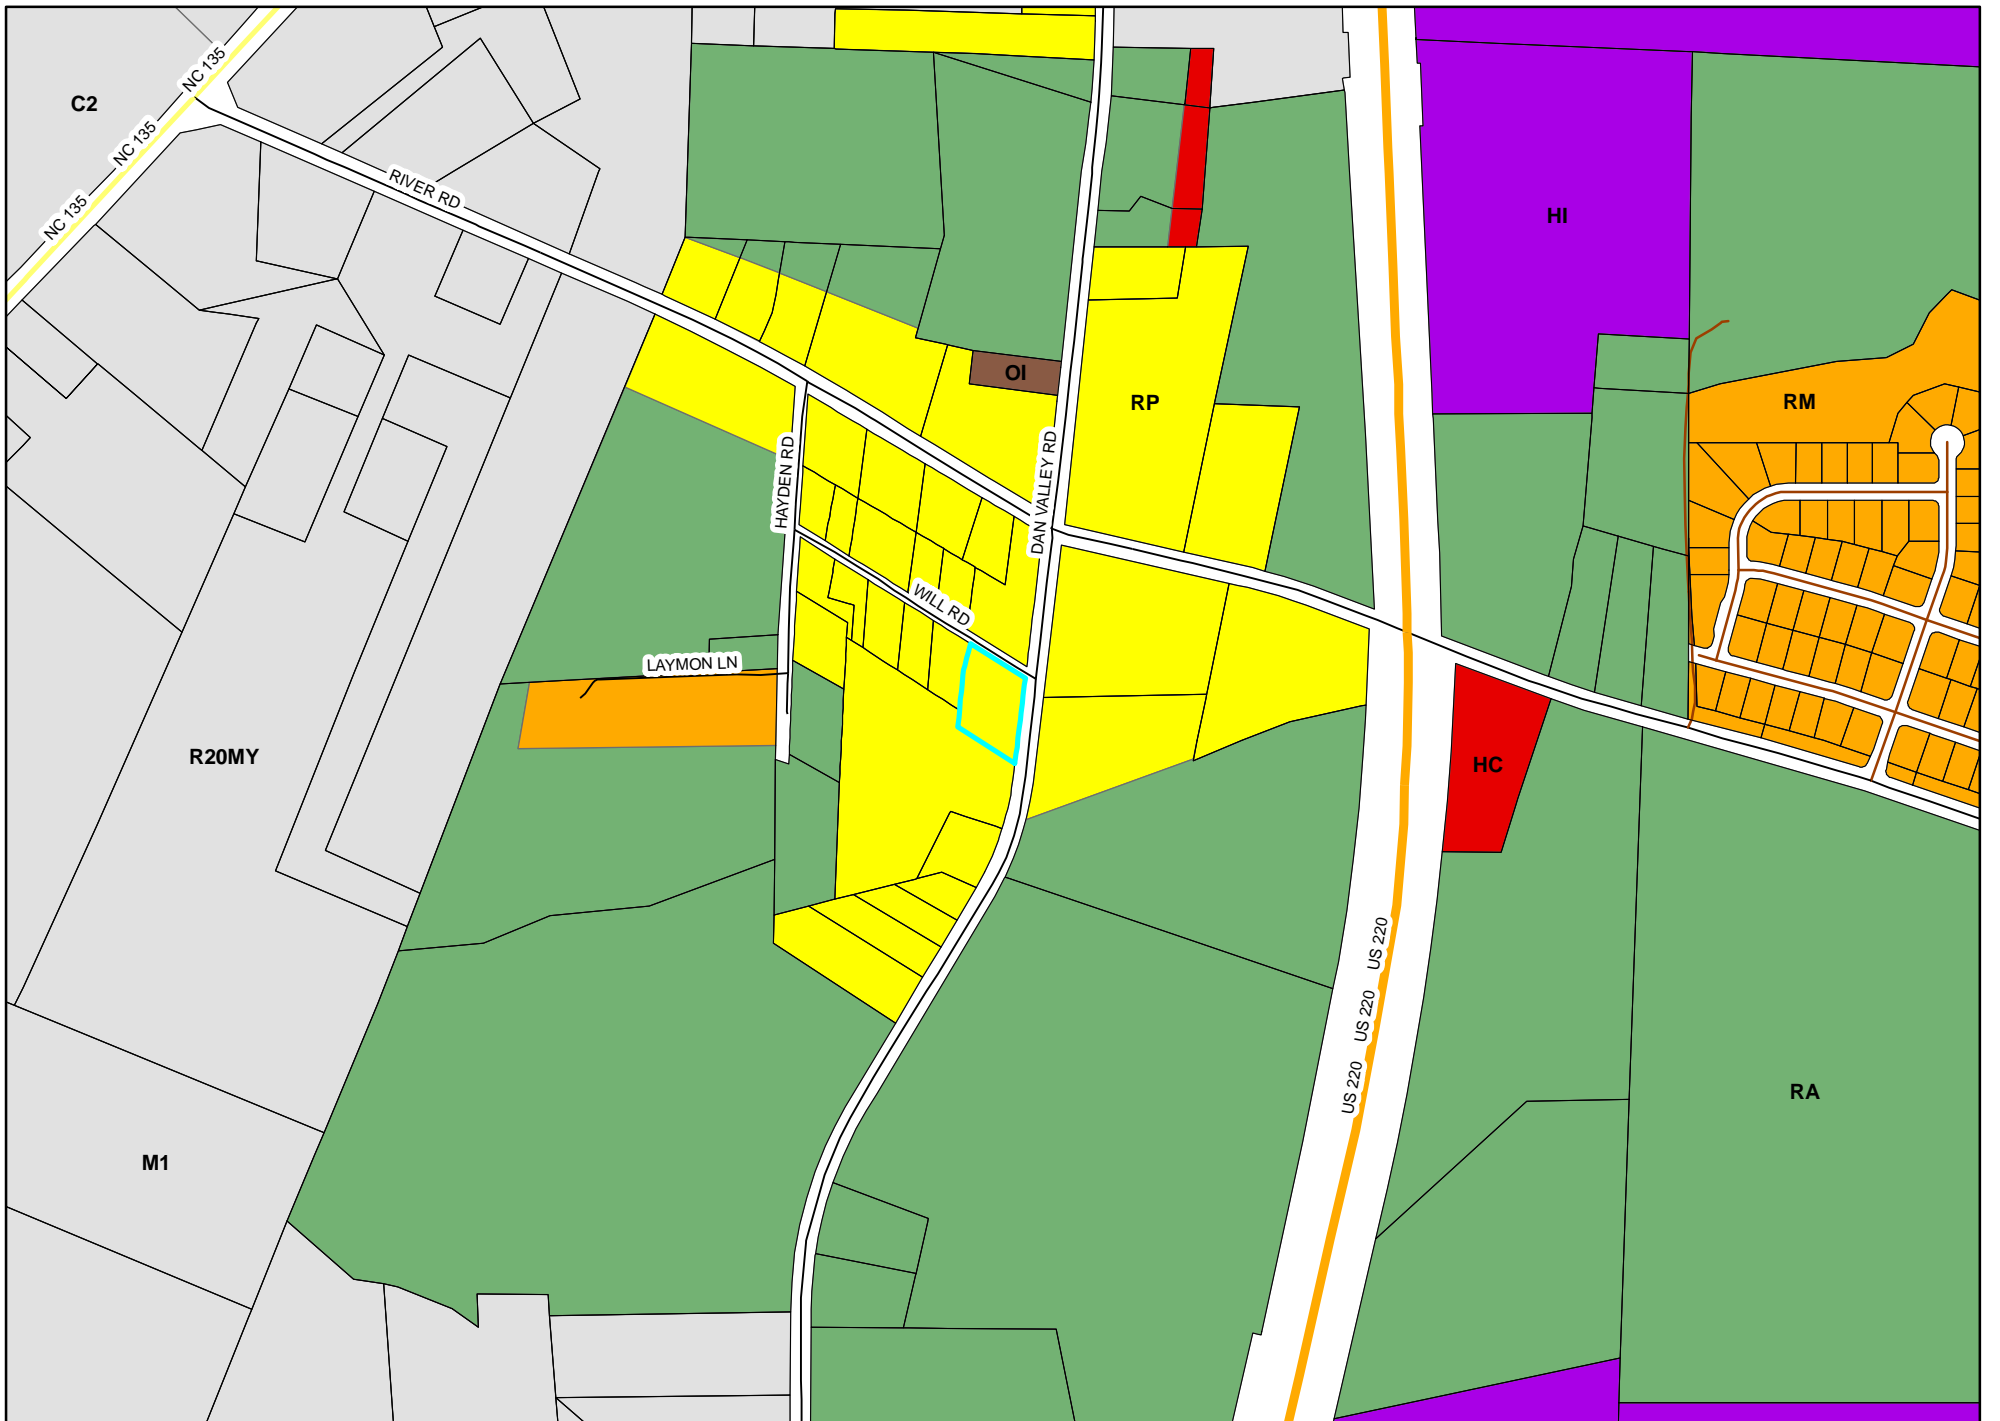 NC 135
C2
NC 135
NC 135
RIVER RD
HI
OI
RP
RM
HAYDEN RD
DAN VALLEY RD
WILL RD
LAYMON LN
R20MY
HC
US 220
US 220
US 220
RA
M1